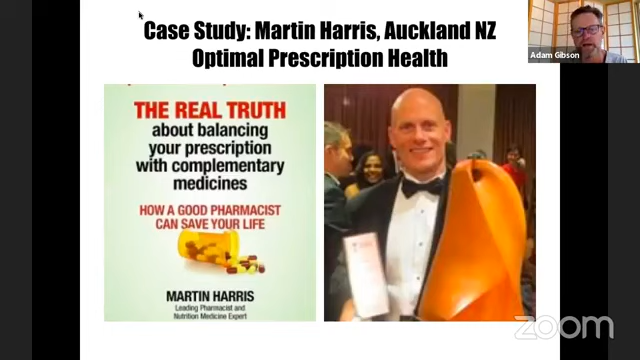 Case Study: Martin Harris, Auckland NZ
Optimal Prescription Health
THE REAL TRUTH
about balancing
your prescription
with complementary
medicines
HOW A GOOD PHARMACIST
CAN SAVE YOUR LIFE
MARTIN HARRIS
Leading Pharmacist and
Nutrition Medicine Expert
Adam Gibson
zoom